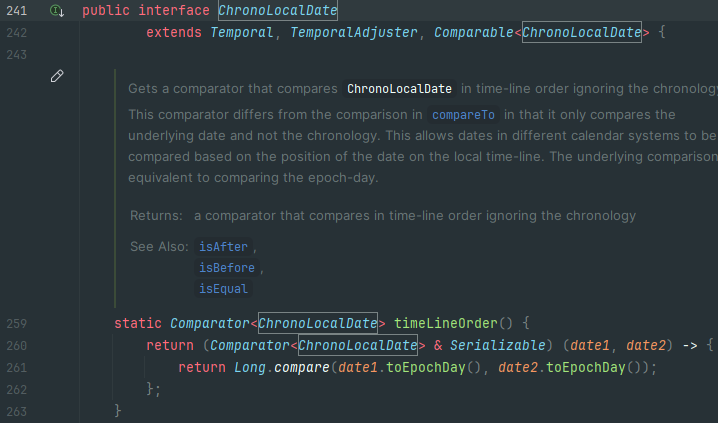 241 public interface ChronoLocalDate
242 extends Temporal, TemporalAdjuster, Comparable<ChronoLocalDate> {
243
Gets a comparator that compares ChronoLocalDate in time-line order ignoring the chronology
This comparator differs from the comparison in compareTo in that it only compares the
underlying date and not the chronology. This allows dates in different calendar systems to be
compared based on the position of the date on the local time-line. The underlying comparison
equivalent to comparing the epoch-day.
Returns: a comparator that compares in time-line order ignoring the chronology
See Also: isAfter,
isBefore,
isEqual
259 static Comparator<ChronoLocalDate> timeLineOrder() {
260 return (Comparator<ChronoLocalDate> & Serializable) (date1, date2) -> {
261 return Long.compare(date1.toEpochDay(), date2.toEpochDay());
262 };
263 }